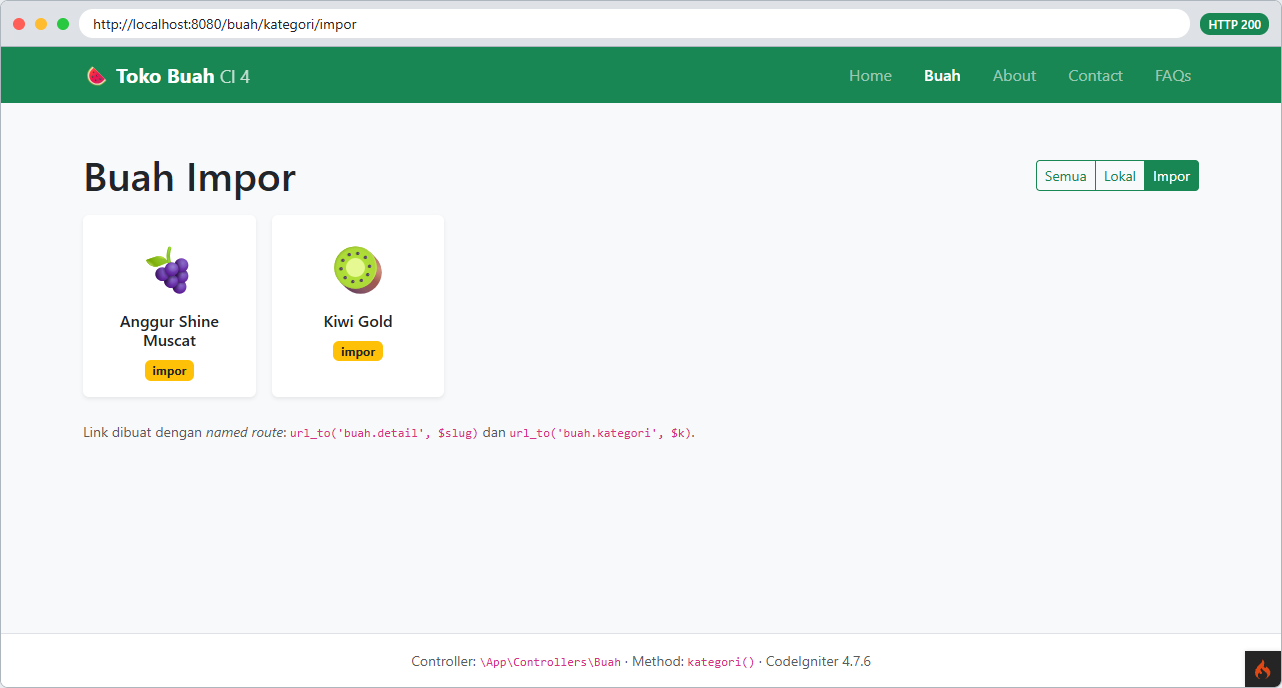 http://localhost:8080/buah/kategori/impor
HTTP 200
Toko Buah CI 4
Home
Buah
About
Contact
FAQs
Buah Impor
Semua
Lokal
Impor
Anggur Shine
Muscat
impor
Kiwi Gold
impor
Link dibuat dengan named route: url_to('buah.detail', $slug) dan url_to('buah.kategori', $k).
Controller: \App\Controllers\Buah · Method: kategori() · CodeIgniter 4.7.6